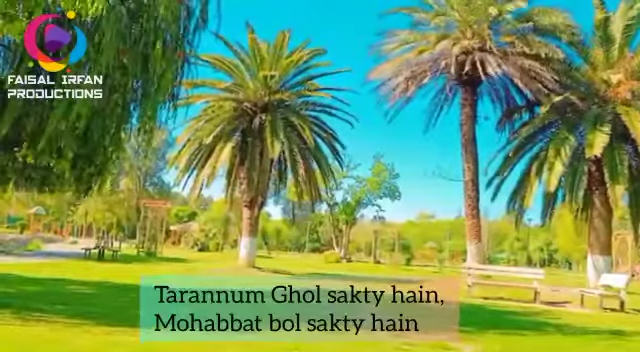 FAISAL IRFAN
PRODUCTIONS
Tarannum Ghol sakty hain,
Mohabbat bol sakty hain